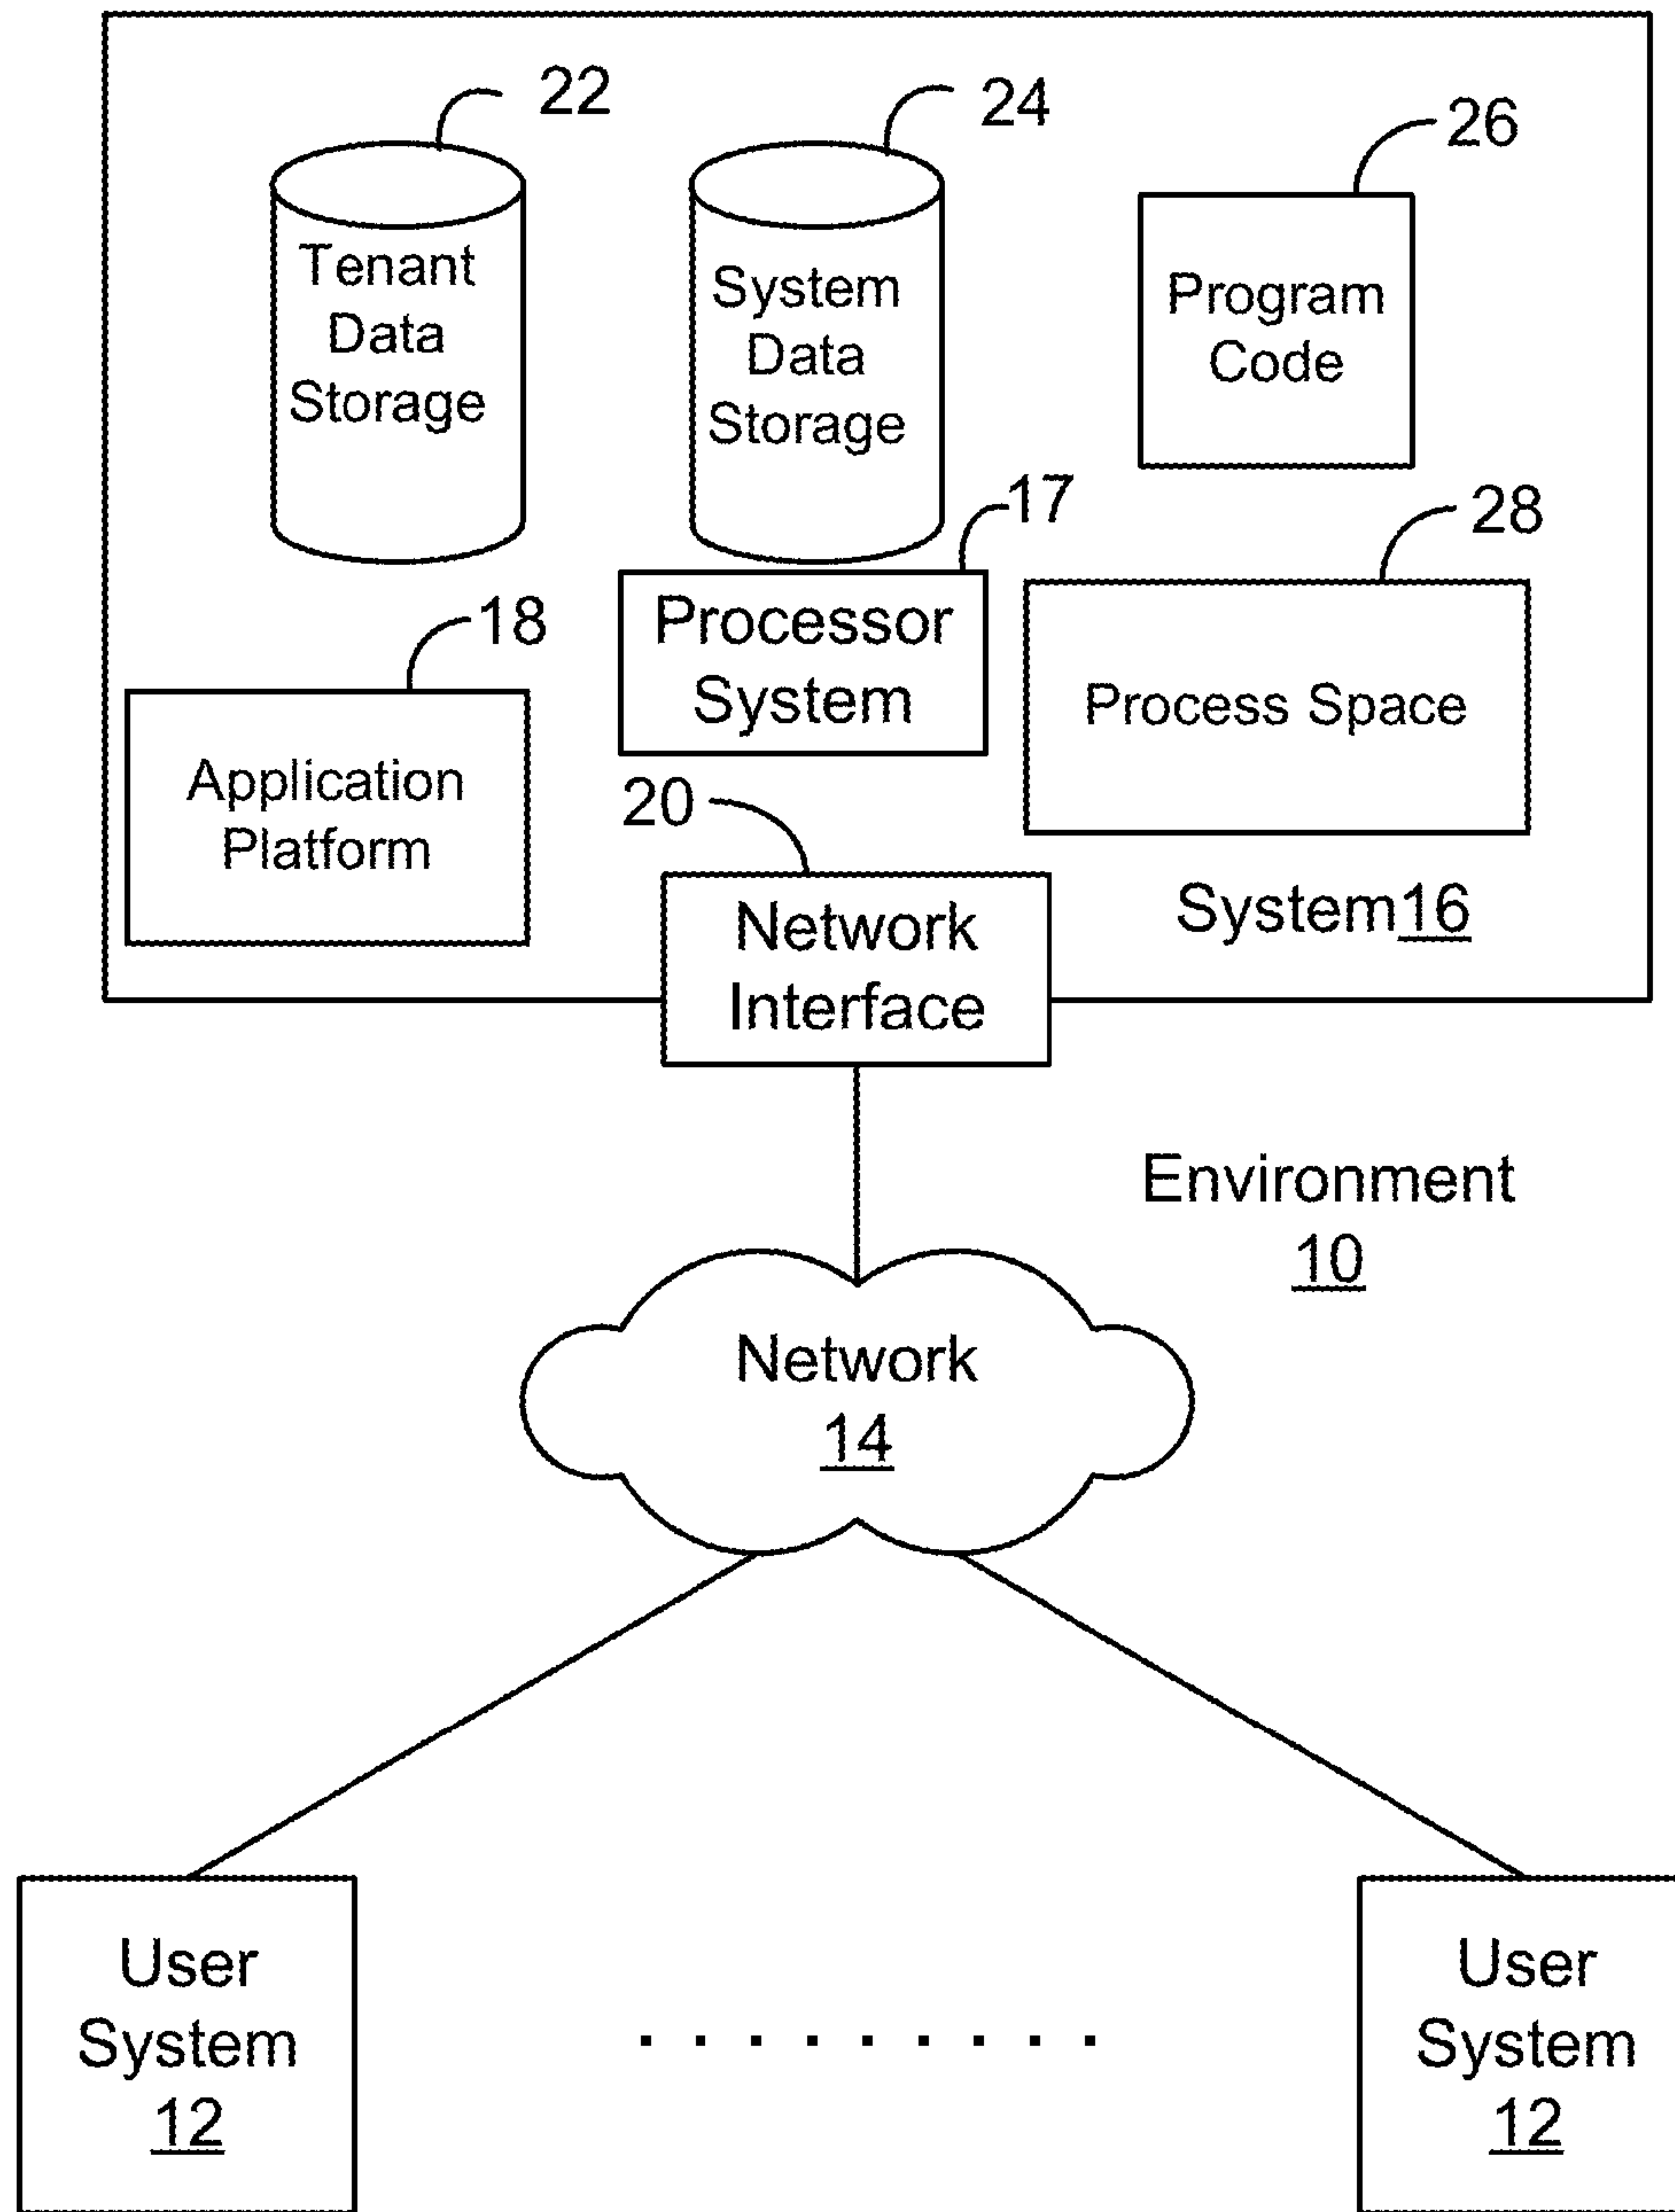 22
24
26
Tenant
Data
Storage
System
Data
Storage
Program
Code
17
28
18
Processor
System
Process Space
Application
Platform
20
Network
Interface
System16
Environment
10
Network
14
User
System
12
. . . . . . . . .
User
System
12